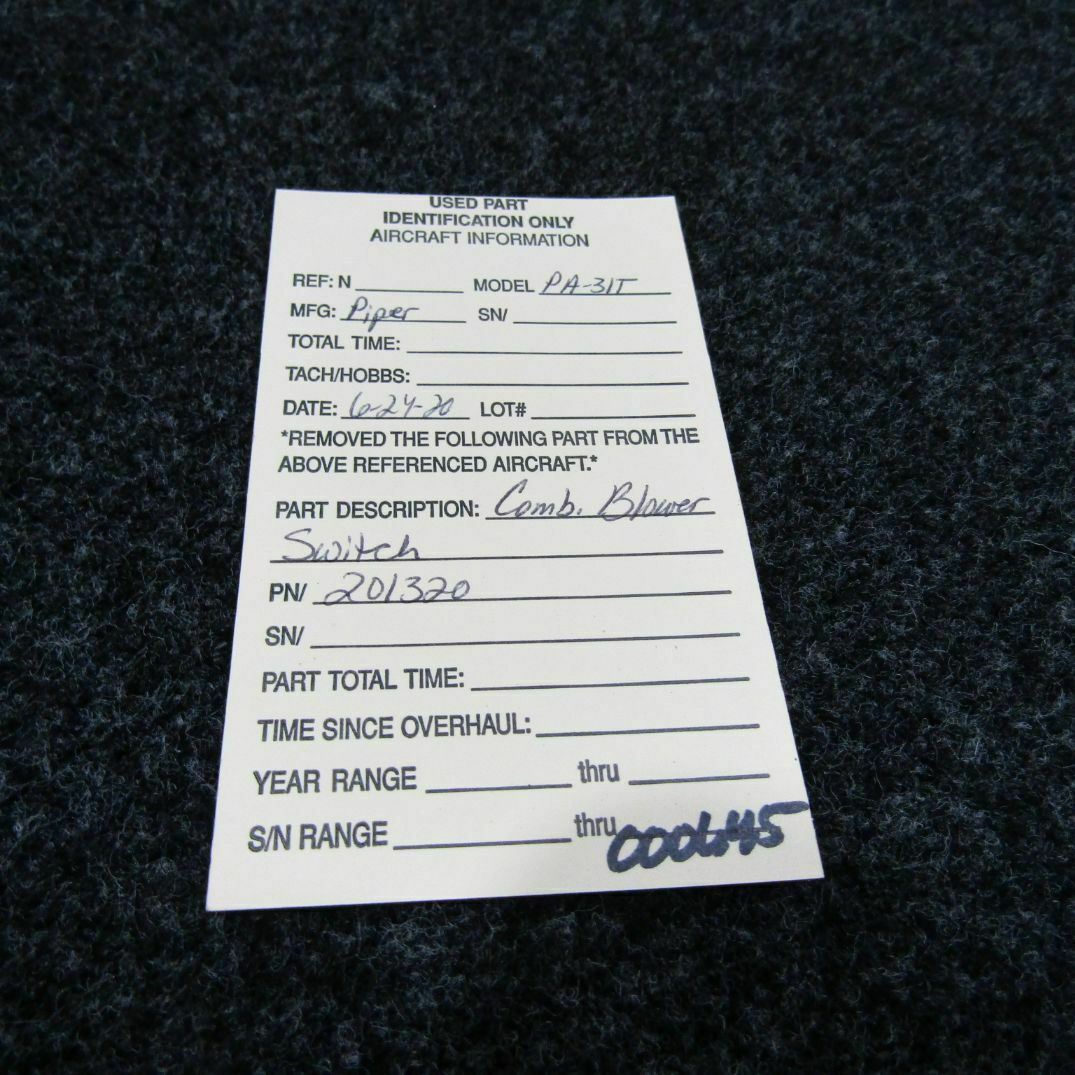 USED PART
IDENTIFICATION ONLY
AIRCRAFT INFORMATION
REF: N MODEL PA-31T
MFG: Piper SN/
TOTAL TIME:
TACH/HOBBS:
DATE: 6-24-20 LOT#
*REMOVED THE FOLLOWING PART FROM THE
ABOVE REFERENCED AIRCRAFT.*
PART DESCRIPTION: Comb. Blower
Switch
PN/ 201320
SN/
PART TOTAL TIME:
TIME SINCE OVERHAUL:
YEAR RANGE thru
S/N RANGE thru